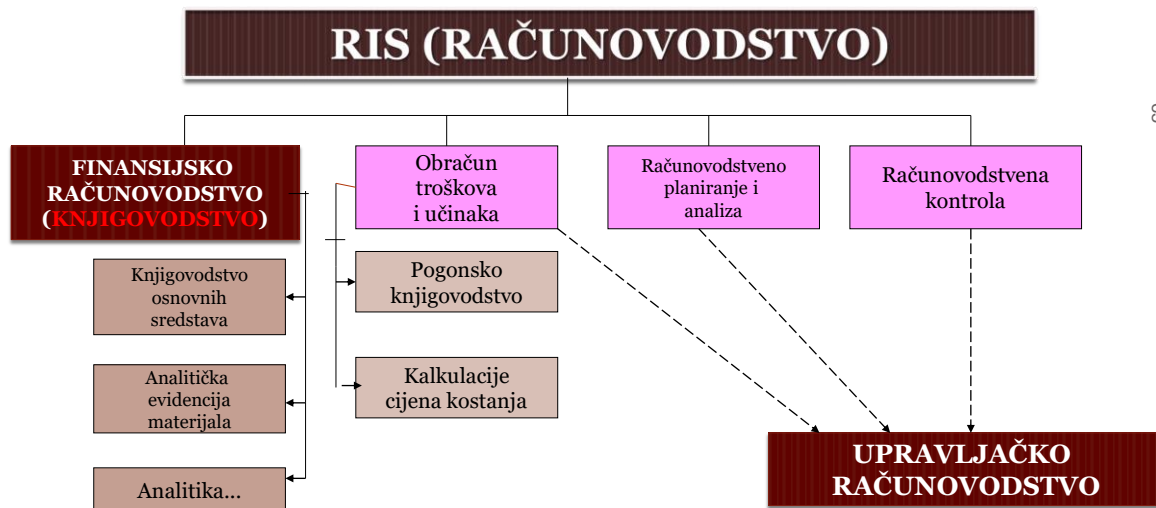 RIS (RAČUNOVODSTVO)
FINANSIJSKO
RAČUNOVODSTVO
(KNJIGOVODSTVO)
Obračun
troškova
i učinaka
Računovodstveno
planiranje i
analiza
Računovodstvena
kontrola
Knjigovodstvo
osnovnih
sredstava
Pogonsko
knjigovodstvo
Analitička
evidencija
materijala
Kalkulacije
cijena kostanja
Analitika...
UPRAVLJAČKO
RAČUNOVODSTVO